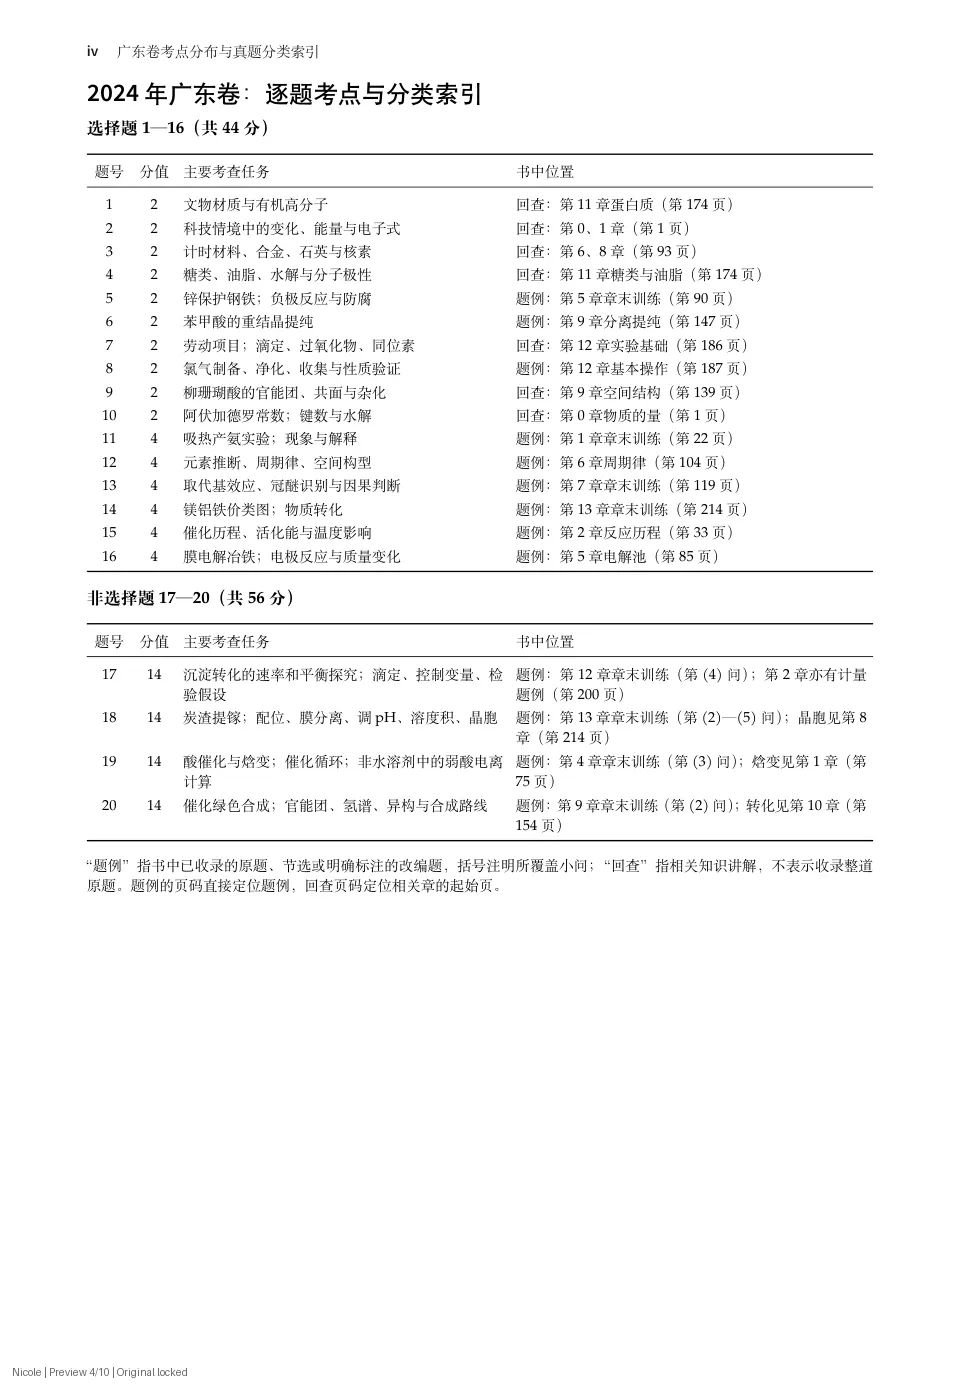 iv 广东卷考点分布与真题分类索引
2024 年广东卷：逐题考点与分类索引
选择题 1—16（共 44 分）
题号 分值 主要考查任务 书中位置
1 2 文物材质与有机高分子 回查：第 11 章蛋白质（第 174 页）
2 2 科技情境中的变化、能量与电子式 回查：第 0、1 章（第 1 页）
3 2 计时材料、合金、石英与核素 回查：第 6、8 章（第 93 页）
4 2 糖类、油脂、水解与分子极性 回查：第 11 章糖类与油脂（第 174 页）
5 2 锌保护钢铁；负极反应与防腐 题例：第 5 章章末训练（第 90 页）
6 2 苯甲酸的重结晶提纯 题例：第 9 章分离提纯（第 147 页）
7 2 劳动项目；滴定、过氧化物、同位素 回查：第 12 章实验基础（第 186 页）
8 2 氯气制备、净化、收集与性质验证 题例：第 12 章基本操作（第 187 页）
9 2 柳珊瑚酸的官能团、共面与杂化 回查：第 9 章空间结构（第 139 页）
10 2 阿伏加德罗常数；键数与水解 回查：第 0 章物质的量（第 1 页）
11 4 吸热产氨实验；现象与解释 题例：第 1 章章末训练（第 22 页）
12 4 元素推断、周期律、空间构型 题例：第 6 章周期律（第 104 页）
13 4 取代基效应、冠醚识别与因果判断 题例：第 7 章章末训练（第 119 页）
14 4 镁铝铁价类图；物质转化 题例：第 13 章章末训练（第 214 页）
15 4 催化历程、活化能与温度影响 题例：第 2 章反应历程（第 33 页）
16 4 膜电解冶铁；电极反应与质量变化 题例：第 5 章电解池（第 85 页）
非选择题 17—20（共 56 分）
题号 分值 主要考查任务 书中位置
17 14 沉淀转化的速率和平衡探究；滴定、控制变量、检 题例：第 12 章章末训练（第 (4) 问）；第 2 章亦有计量
验假设 题例（第 200 页）
18 14 炭渣提镓；配位、膜分离、调 pH、溶度积、晶胞 题例：第 13 章章末训练（第 (2)—(5) 问）；晶胞见第 8
章（第 214 页）
19 14 酸催化与焓变；催化循环；非水溶剂中的弱酸电离 题例：第 4 章章末训练（第 (3) 问）；焓变见第 1 章（第
计算 75 页）
20 14 催化绿色合成；官能团、氢谱、异构与合成路线 题例：第 9 章章末训练（第 (2) 问）；转化见第 10 章（第
154 页）
“题例”指书中已收录的原题、节选或明确标注的改编题，括号注明所覆盖小问；“回查”指相关知识讲解，不表示收录整道
原题。题例的页码直接定位题例，回查页码定位相关章的起始页。
Nicole | Preview 4/10 | Original locked